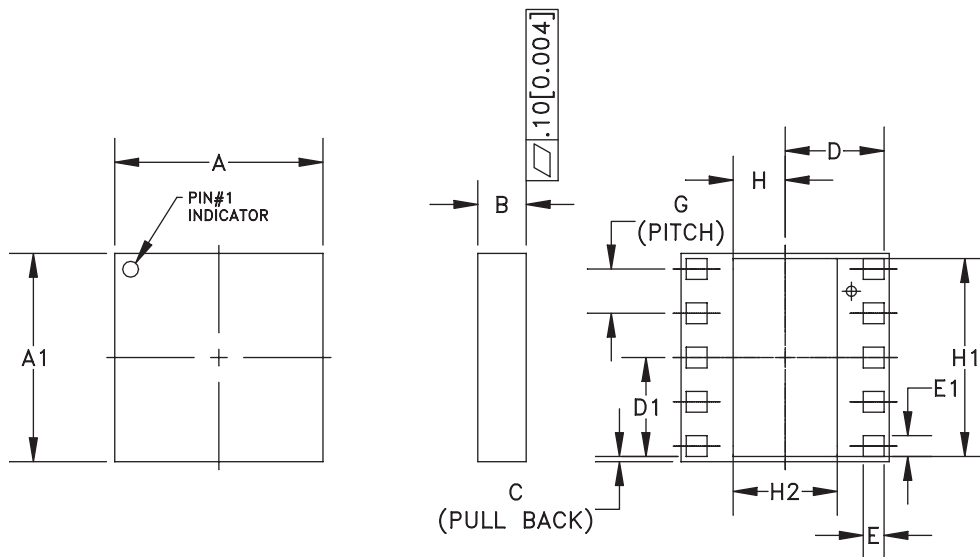 .10[0.004]
A
D
H
B
G
(PITCH)
PIN#1
INDICATOR
A1
D1
E1
H1
H2
C
(PULL BACK)
E